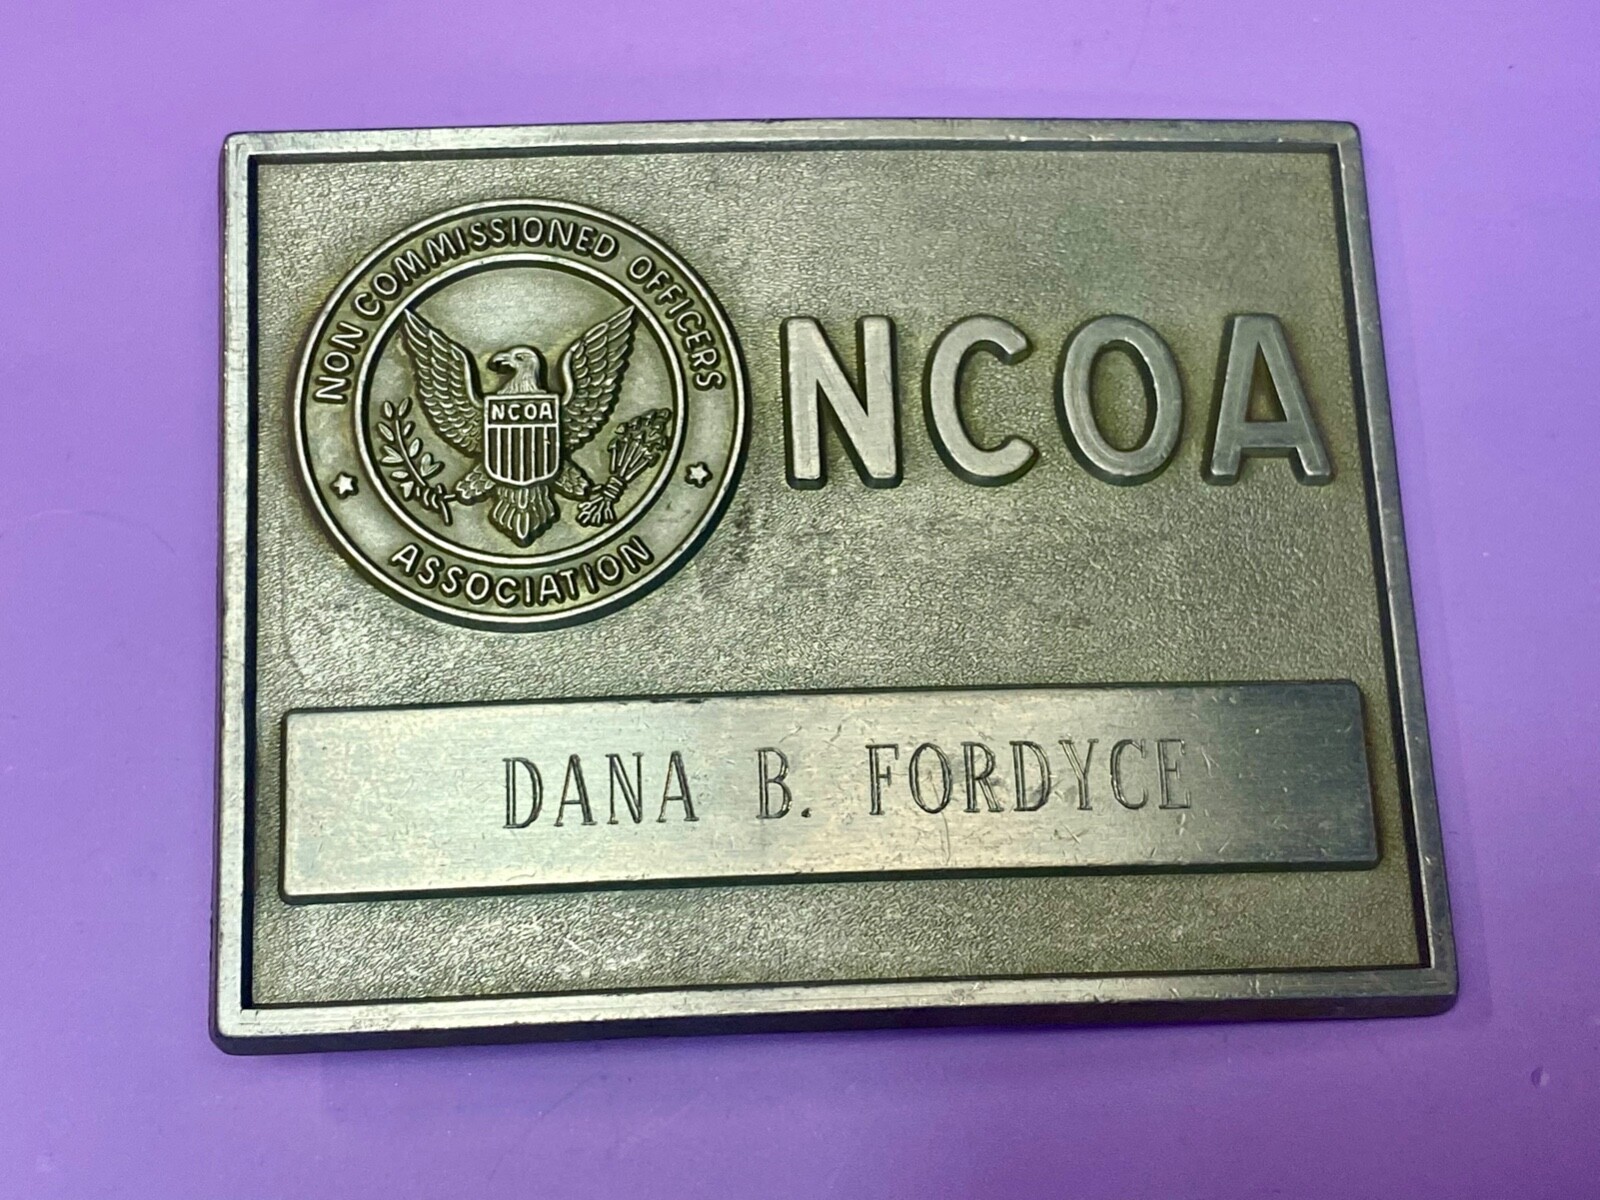 NON COMMISSIONED OFFICERS
ASSOCIATION
NCOA
NCOA
DANA B. FORDYCE